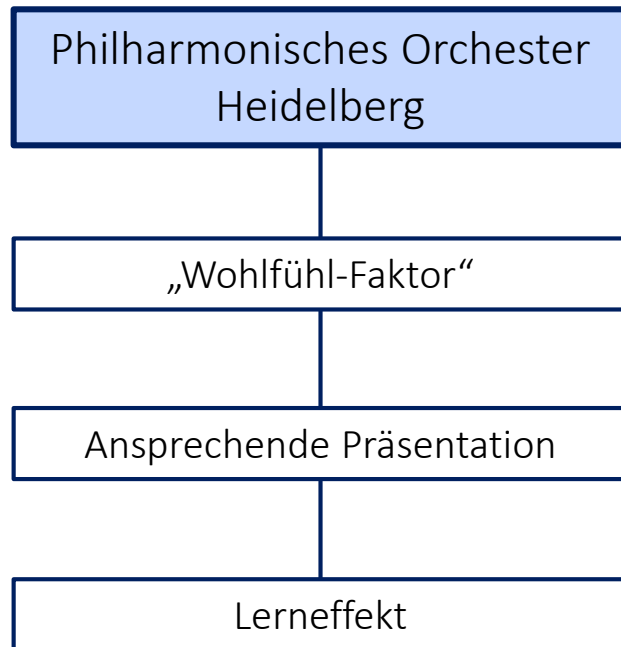 Philharmonisches Orchester
Heidelberg
„Wohlfühl-Faktor“
Ansprechende Präsentation
Lerneffekt